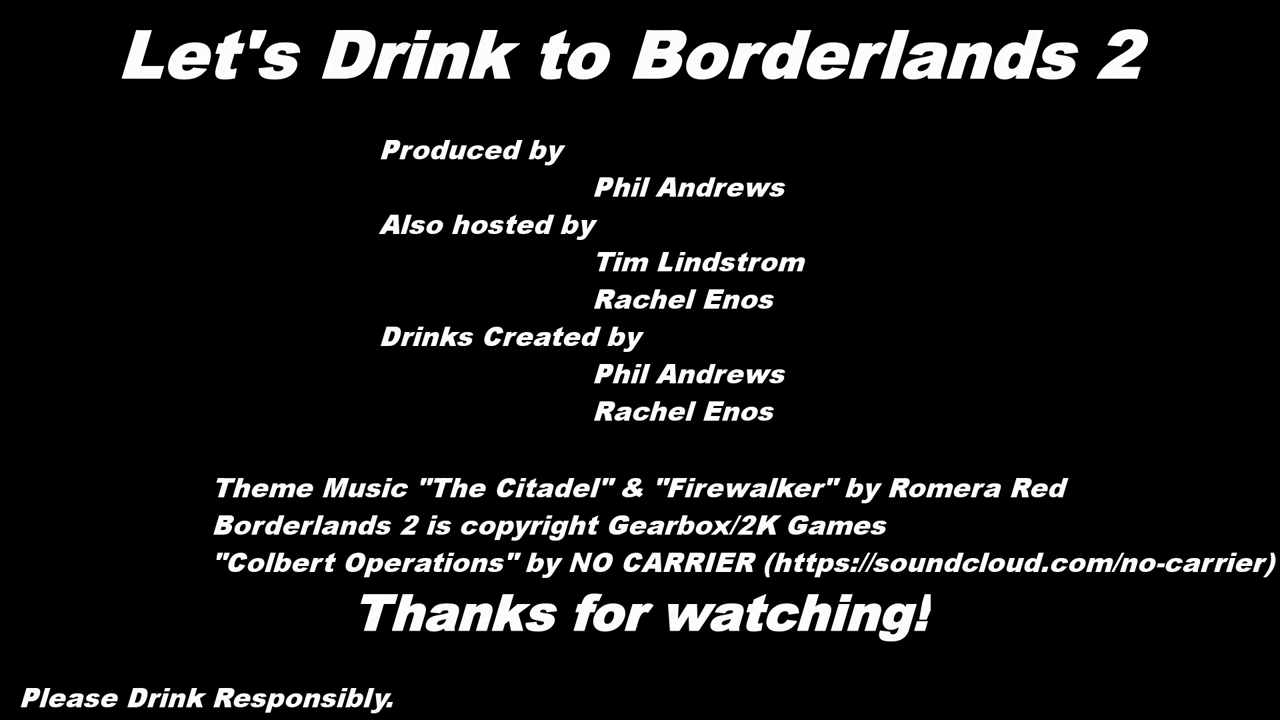 Let's Drink to Borderlands 2
Produced by
Phil Andrews
Also hosted by
Tim Lindstrom
Rachel Enos
Drinks Created by
Phil Andrews
Rachel Enos
Theme Music "The Citadel" & "Firewalker" by Romera Red
Borderlands 2 is copyright Gearbox/2K Games
"Colbert Operations" by NO CARRIER (https://soundcloud.com/no-carrier)
Thanks for watching!
Please Drink Responsibly.